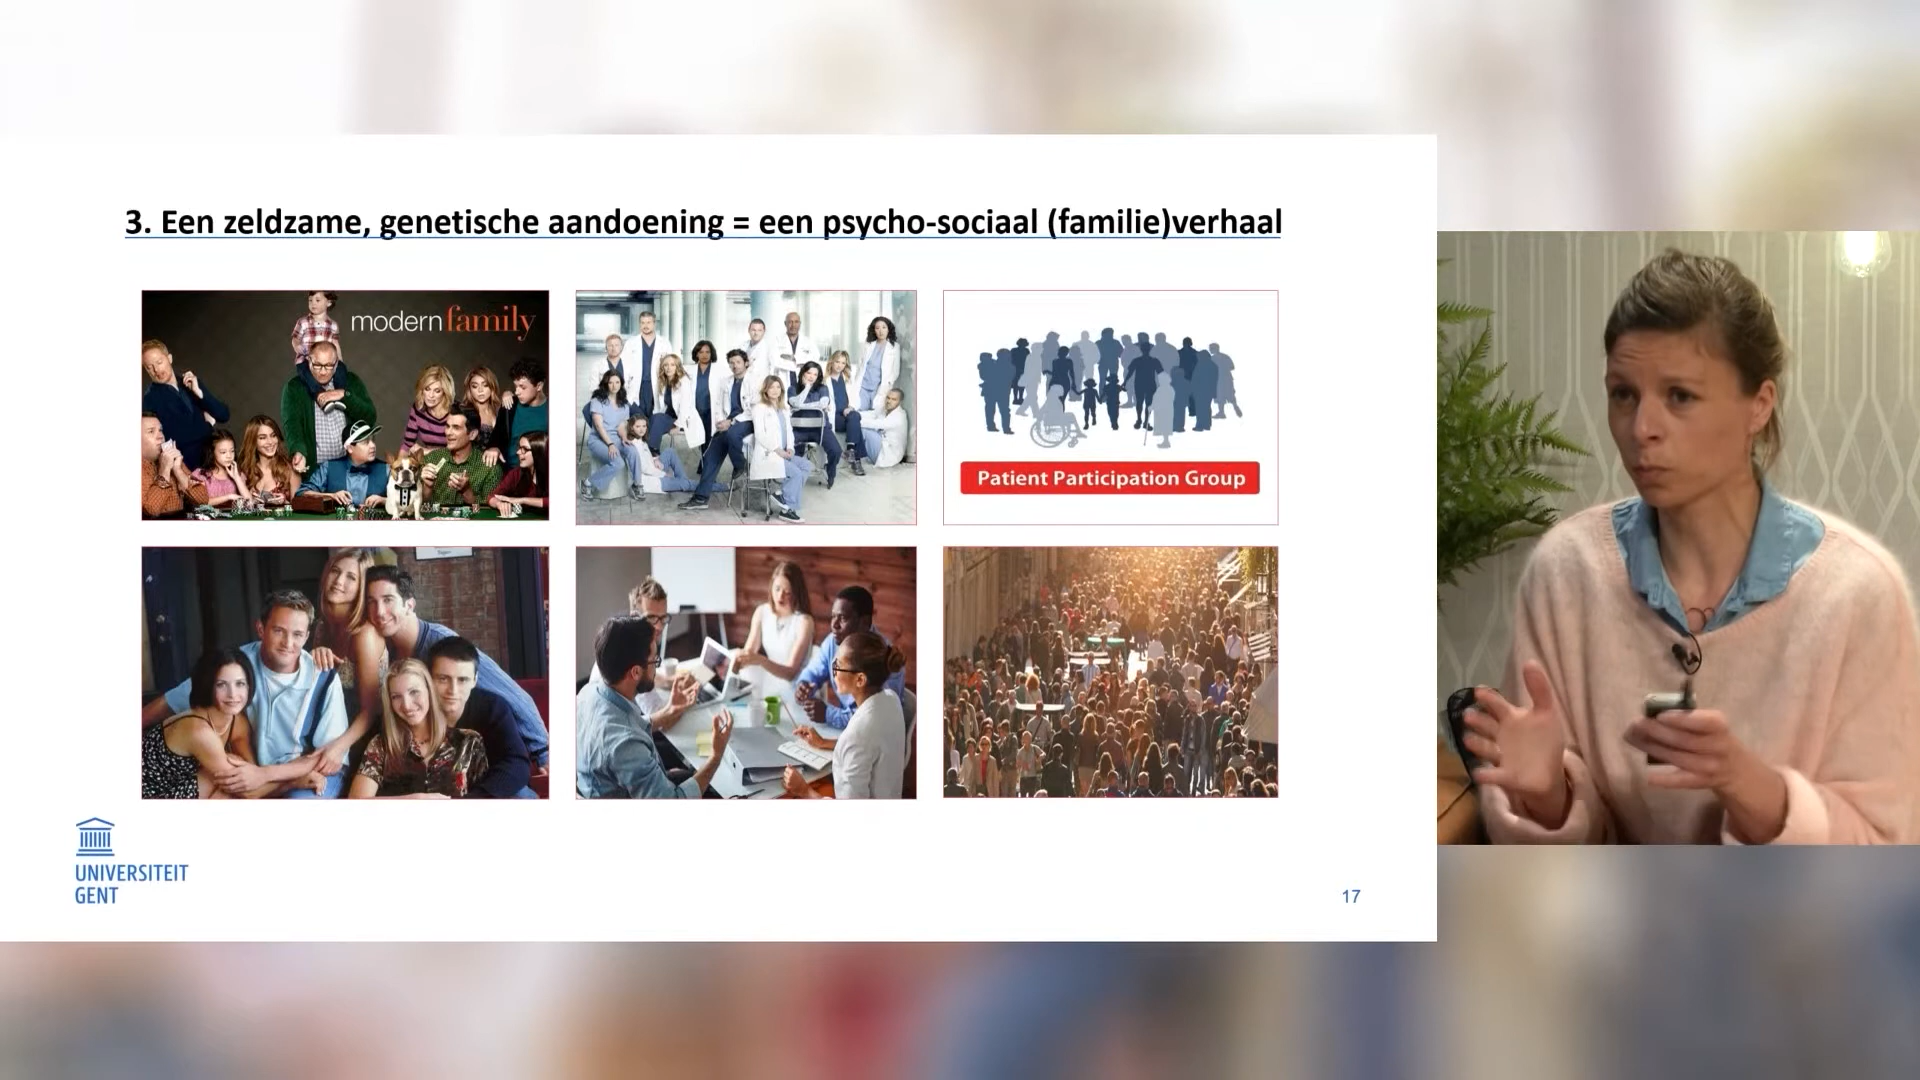 3. Een zeldzame, genetische aandoening = een psycho-sociaal (familie)verhaal
modern family
Patient Participation Group
UNIVERSITEIT
GENT
17